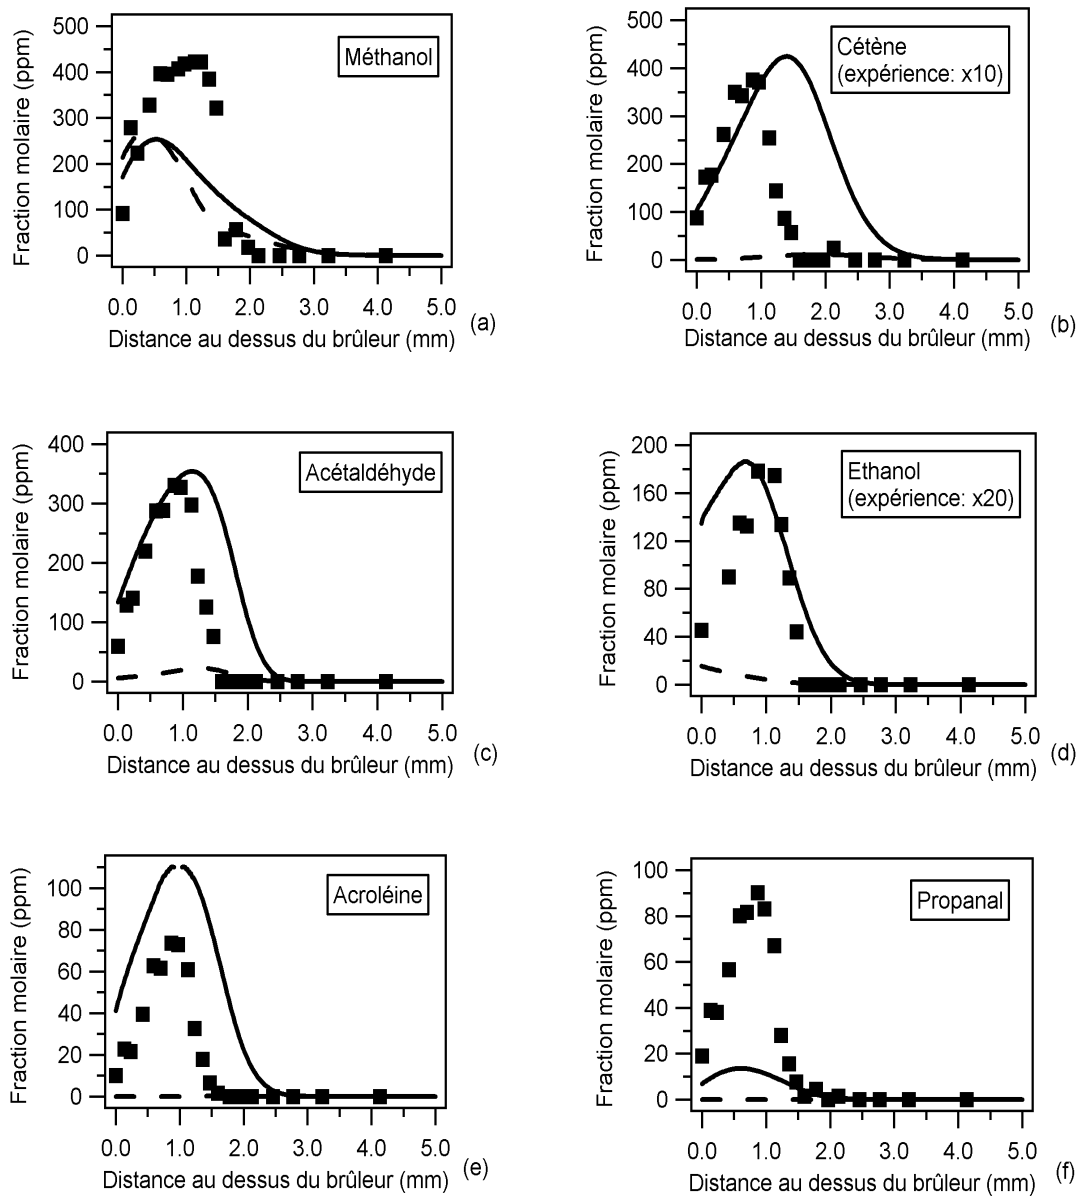 Méthanol
Fraction molaire (ppm)
500
400
300
200
100
0
0.0 1.0 2.0 3.0 4.0 5.0
Distance au dessus du brûleur (mm)
(a)
Cétène
(expérience: x10)
Fraction molaire (ppm)
500
400
300
200
100
0
0.0 1.0 2.0 3.0 4.0 5.0
Distance au dessus du brûleur (mm)
(b)
Acétaldéhyde
Fraction molaire (ppm)
400
300
200
100
0
0.0 1.0 2.0 3.0 4.0 5.0
Distance au dessus du brûleur (mm)
(c)
Ethanol
(expérience: x20)
Fraction molaire (ppm)
200
160
120
80
40
0
0.0 1.0 2.0 3.0 4.0 5.0
Distance au dessus du brûleur (mm)
(d)
Acroléine
Fraction molaire (ppm)
100
80
60
40
20
0
0.0 1.0 2.0 3.0 4.0 5.0
Distance au dessus du brûleur (mm)
(e)
Propanal
Fraction molaire (ppm)
100
80
60
40
20
0
0.0 1.0 2.0 3.0 4.0 5.0
Distance au dessus du brûleur (mm)
(f)